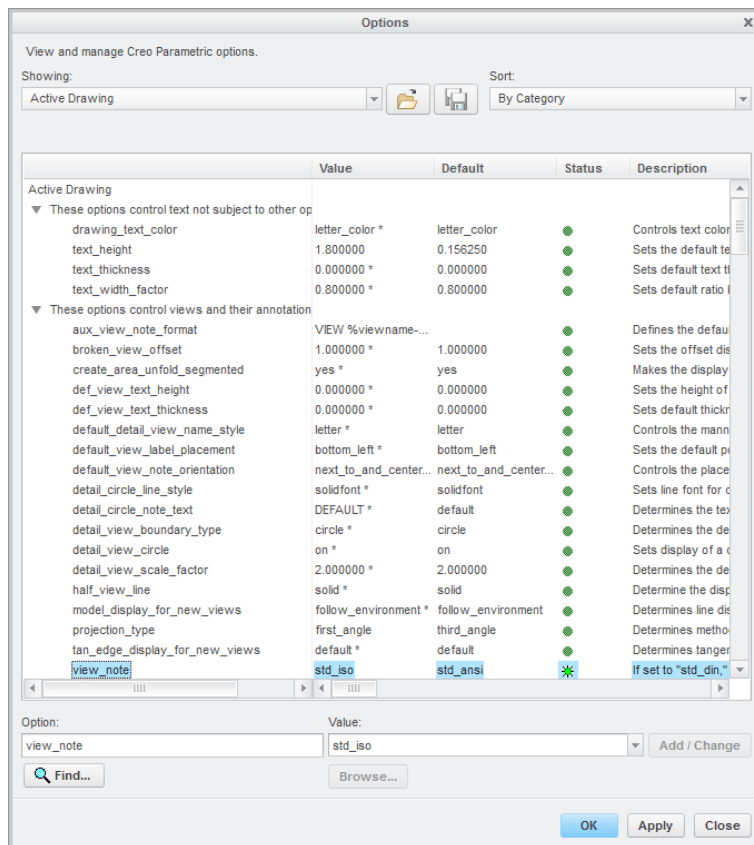 Options
X
View and manage Creo Parametric options.
Showing: Sort:
Active Drawing By Category
Value Default Status Description
Active Drawing
These options control text not subject to other op
drawing_text_color letter_color * letter_color Controls text color
text_height 1.800000 0.156250 Sets the default te
text_thickness 0.000000 * 0.000000 Sets default text th
text_width_factor 0.800000 * 0.800000 Sets default ratio
These options control views and their annotation
aux_view_note_format VIEW %viewname-... Defines the defau
broken_view_offset 1.000000 * 1.000000 Sets the offset dis
create_area_unfold_segmented yes * yes Makes the display
def_view_text_height 0.000000 * 0.000000 Sets the height of
def_view_text_thickness 0.000000 * 0.000000 Sets default thickr
default_detail_view_name_style letter * letter Controls the mann
default_view_label_placement bottom_left * bottom_left Sets the default po
default_view_note_orientation next_to_and_center... next_to_and_center... Controls the place
detail_circle_line_style solidfont * solidfont Sets line font for c
detail_circle_note_text DEFAULT * default Determines the tex
detail_view_boundary_type circle * circle Determines the de
detail_view_circle on * on Sets display of a c
detail_view_scale_factor 2.000000 * 2.000000 Determines the de
half_view_line solid * solid Determine the disp
model_display_for_new_views follow_environment * follow_environment Determines line dis
projection_type first_angle third_angle Determines metho
tan_edge_display_for_new_views default * default Determines tanger
view_note std_iso std_ansi If set to "std_din,"
Option: Value:
view_note std_iso Add / Change
Find... Browse...
OK Apply Close